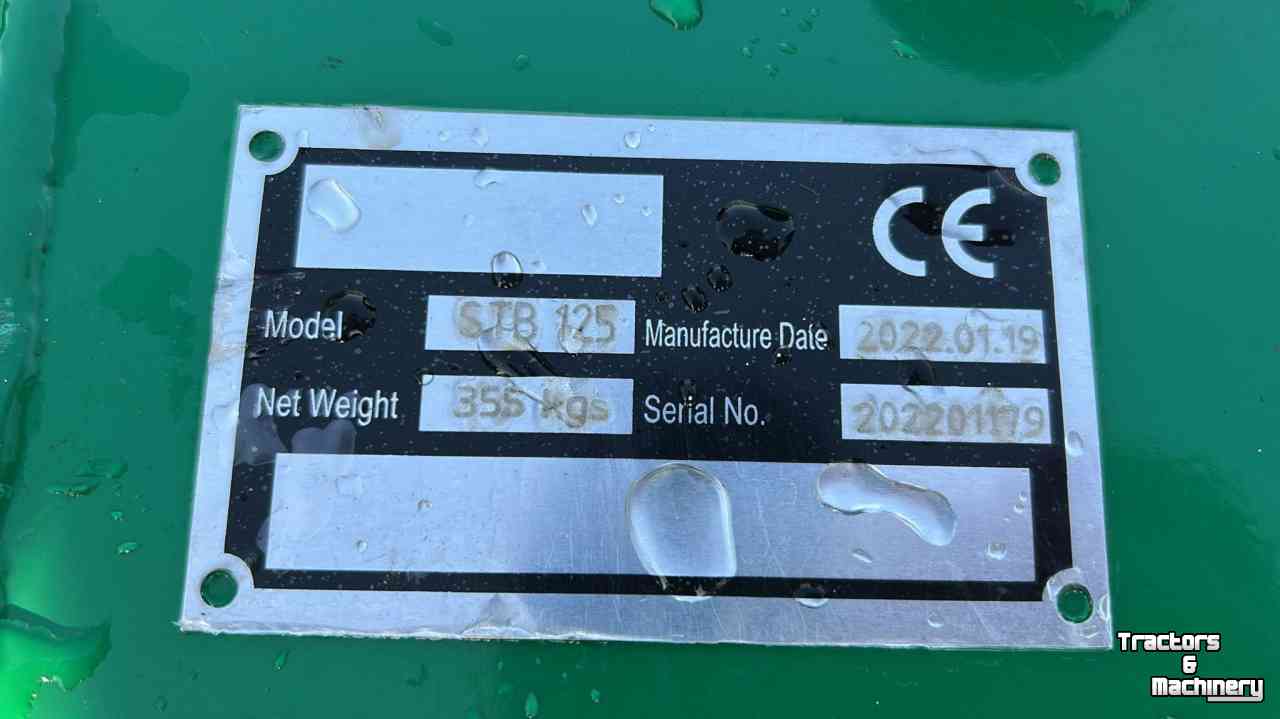 CE
Model STB 125 Manufacture Date 2022.01.19
Net Weight 355 kgs Serial No. 202201179
Tractors
&
Machinery